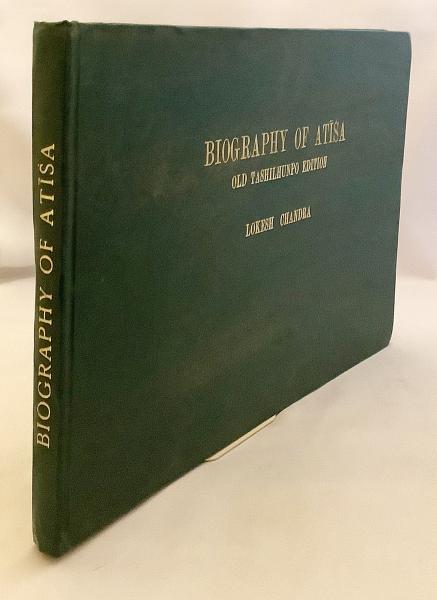 BIOGRAPHY OF ATĪŚA
OLD TASHILHUNPO EDITION
LOKESH CHANDRA
BIOGRAPHY OF ATĪŚA